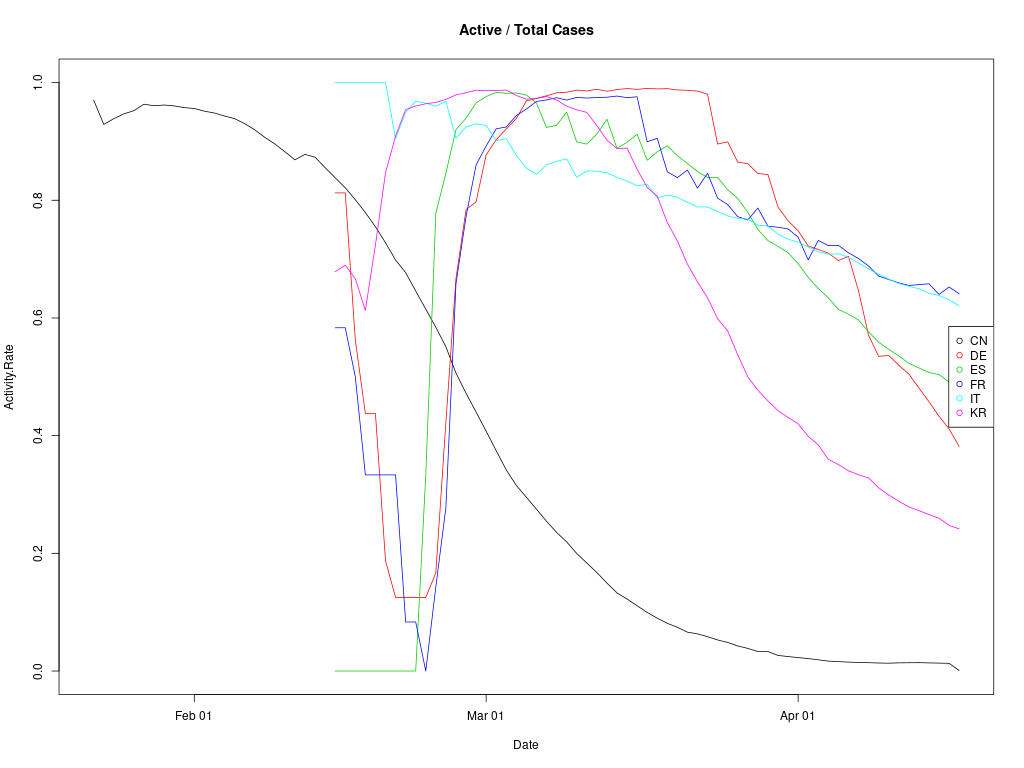 Active / Total Cases
Activity.Rate
1.0
0.8
0.6
0.4
0.2
0.0
CN
DE
ES
FR
IT
KR
Feb 01
Mar 01
Apr 01
Date